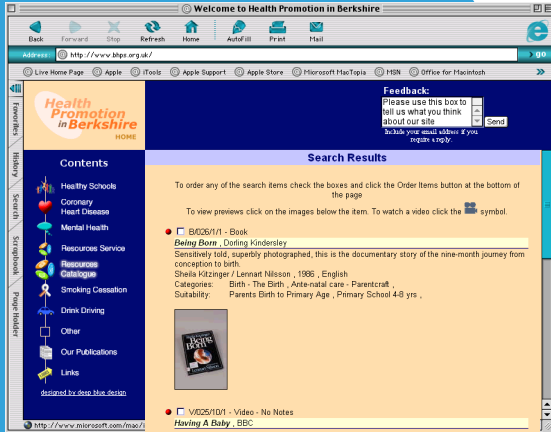 Welcome to Health Promotion in Berkshire
Back Forward Stop Refresh Home AutoFill Print Mail
Address: http://www.bhps.org.uk/ go
Live Home Page Apple iTools Apple Support Apple Store Microsoft MacTopia MSN Office for Macintosh
Favorites
History
Search
Scrapbook
Page Holder
Health
Promotion
in Berkshire
HOME
Feedback:
Please use this box to
tell us what you think
about our site
Send
Include your email address if you
require a reply.
Contents
Healthy Schools
Coronary
Heart Disease
Mental Health
Resources Service
Resources
Catalogue
Smoking Cessation
Drink Driving
Other
Our Publications
Links
designed by deep blue design
Search Results
To order any of the search items check the boxes and click the Order Items button at the bottom of
the page
To view previews click on the images below the item. To watch a video click the symbol.
B/026/1/1 - Book
Being Born , Dorling Kindersley
Sensitively told, superbly photographed, this is the documentary story of the nine-month journey from
conception to birth.
Sheila Kitzinger / Lennart Nilsson , 1986 , English
Categories: Birth - The Birth , Ante-natal care - Parentcraft ,
Suitability: Parents Birth to Primary Age , Primary School 4-8 yrs ,
BEING
BORN
V/025/10/1 - Video - No Notes
Having A Baby , BBC
http://www.microsoft.com/mac/i